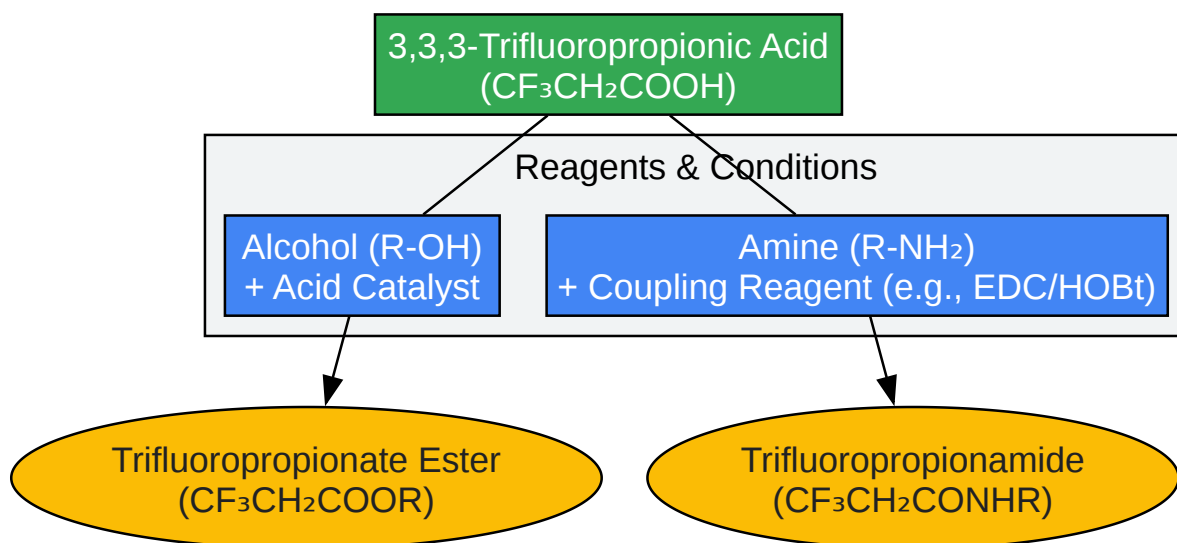 3,3,3-Trifluoropropionic Acid
(CF₃CH₂COOH)
Reagents & Conditions
Alcohol (R-OH)
+ Acid Catalyst
Amine (R-NH₂)
+ Coupling Reagent (e.g., EDC/HOBt)
Trifluoropropionate Ester
(CF₃CH₂COOR)
Trifluoropropionamide
(CF₃CH₂CONHR)